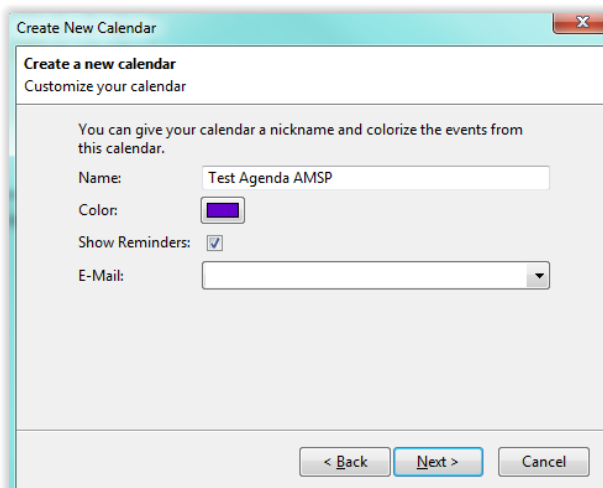 Create New Calendar
Create a new calendar
Customize your calendar
You can give your calendar a nickname and colorize the events from
this calendar.
Name: Test Agenda AMSP
Color:
Show Reminders:
E-Mail:
< Back Next > Cancel